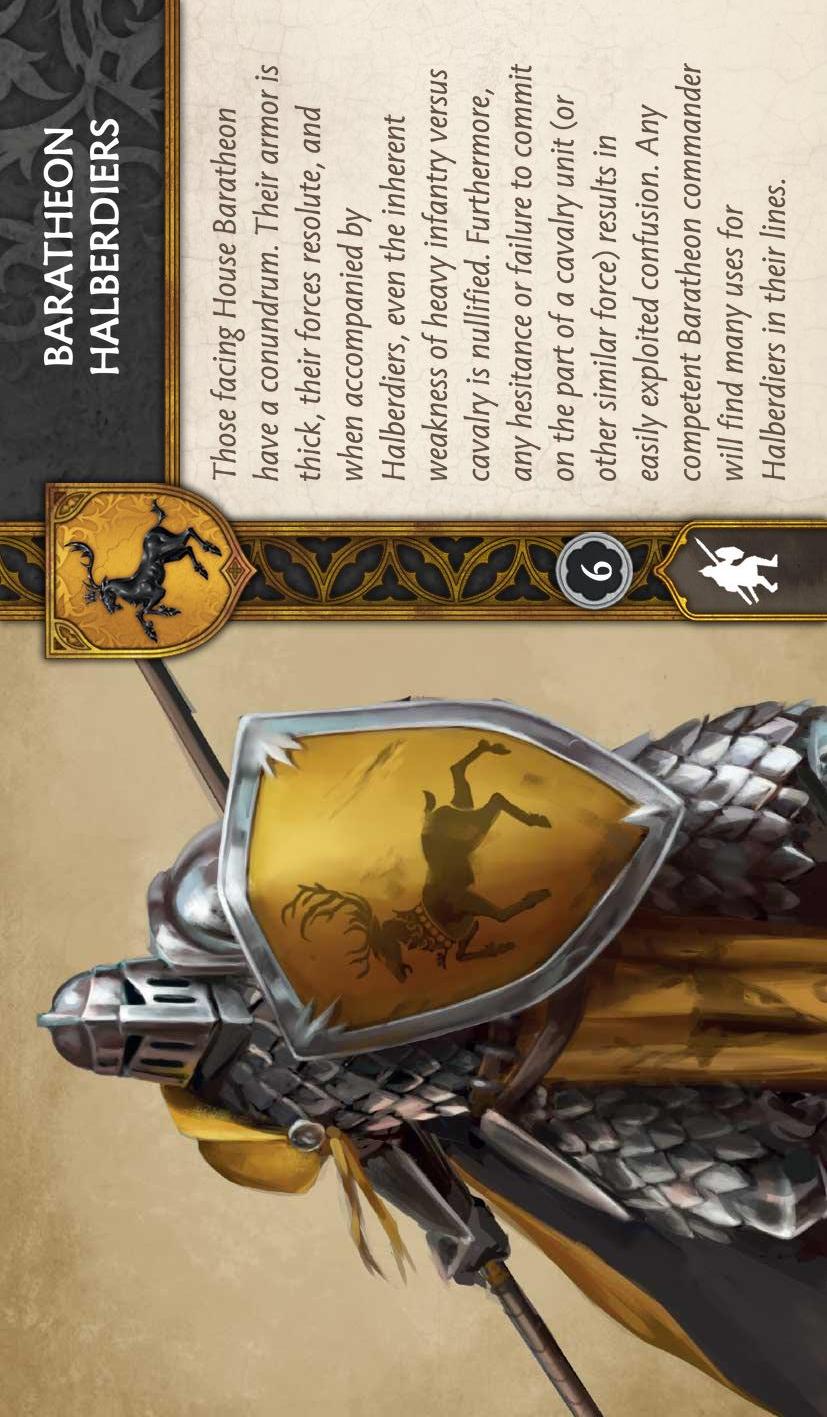 BARATHEON
HALBERDIERS
Those facing House Baratheon
have a conundrum. Their armor is
thick, their forces resolute, and
when accompanied by
Halberdiers, even the inherent
weakness of heavy infantry versus
cavalry is nullified. Furthermore,
any hesitance or failure to commit
on the part of a cavalry unit (or
other similar force) results in
easily exploited confusion. Any
competent Baratheon commander
will find many uses for
Halberdiers in their lines.
6